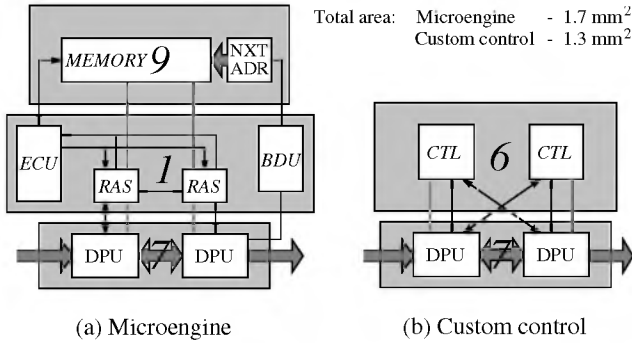 Total area: Microengine - 1.7 mm²
Custom control - 1.3 mm²
MEMORY 9
NXT
ADR
ECU
1
BDU
RAS
RAS
DPU
7
DPU
(a) Microengine
CTL
6
CTL
DPU
7
DPU
(b) Custom control